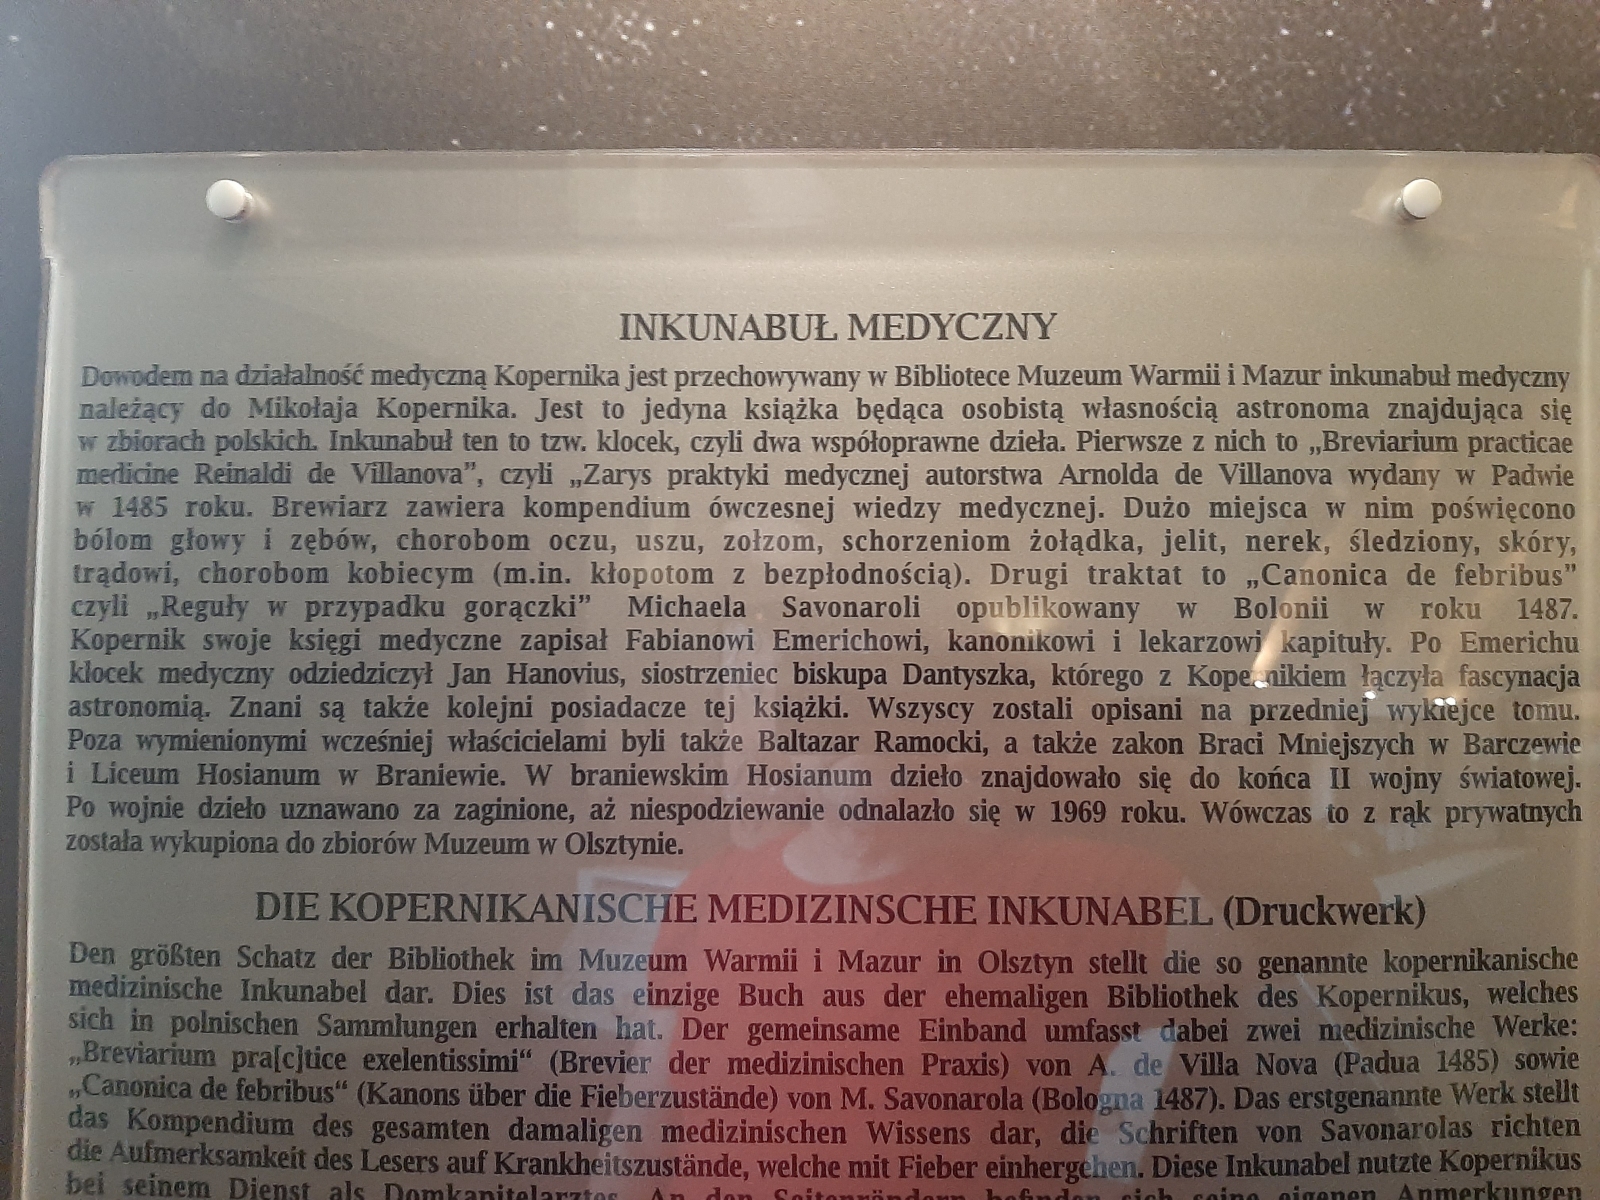 INKUNABUŁ MEDYCZNY
Dowodem na działalność medyczną Kopernika jest przechowywany w Bibliotece Muzeum Warmii i Mazur inkunabuł medyczny
należący do Mikołaja Kopernika. Jest to jedyna książka będąca osobistą własnością astronoma znajdująca się
w zbiorach polskich. Inkunabuł ten to tzw. klocek, czyli dwa współoprawne dzieła. Pierwsze z nich to „Breviarium practicae
medicine Reinaldi de Villanova”, czyli „Zarys praktyki medycznej autorstwa Arnolda de Villanova wydany w Padwie
w 1485 roku. Brewiarz zawiera kompendium ówczesnej wiedzy medycznej. Dużo miejsca w nim poświęcono
bólom głowy i zębów, chorobom oczu, uszu, zołzom, schorzeniom żołądka, jelit, nerek, śledziony, skóry,
trądowi, chorobom kobiecym (m.in. kłopotom z bezpłodnością). Drugi traktat to „Canonica de febribus”
czyli „Reguły w przypadku gorączki” Michaela Savonaroli opublikowany w Bolonii w roku 1487.
Kopernik swoje księgi medyczne zapisał Fabianowi Emerichowi, kanonikowi i lekarzowi kapituły. Po Emerichu
klocek medyczny odziedziczył Jan Hanovius, siostrzeniec biskupa Dantyszka, którego z Kopernikiem łączyła fascynacja
astronomią. Znani są także kolejni posiadacze tej książki. Wszyscy zostali opisani na przedniej wyklejce tomu.
Poza wymienionymi wcześniej właścicielami byli także Baltazar Ramocki, a także zakon Braci Mniejszych w Barczewie
i Liceum Hosianum w Braniewie. W braniewskim Hosianum dzieło znajdowało się do końca II wojny światowej.
Po wojnie dzieło uznawano za zaginione, aż niespodziewanie odnalazło się w 1969 roku. Wówczas to z rąk prywatnych
została wykupiona do zbiorów Muzeum w Olsztynie.
DIE KOPERNIKANISCHE MEDIZINSCHE INKUNABEL (Druckwerk)
Den größten Schatz der Bibliothek im Muzeum Warmii i Mazur in Olsztyn stellt die so genannte kopernikanische
medizinische Inkunabel dar. Dies ist das einzige Buch aus der ehemaligen Bibliothek des Kopernikus, welches
sich in polnischen Sammlungen erhalten hat. Der gemeinsame Einband umfasst dabei zwei medizinische Werke:
„Breviarium pra[c]tice exelentissimi“ (Brevier der medizinischen Praxis) von A. de Villa Nova (Padua 1485) sowie
„Canonica de febribus“ (Kanons über die Fieberzustände) von M. Savonarola (Bologna 1487). Das erstgenannte Werk stellt
das Kompendium des gesamten damaligen medizinischen Wissens dar, die Schriften von Savonarolas richten
die Aufmerksamkeit des Lesers auf Krankheitszustände, welche mit Fieber einhergehen. Diese Inkunabel nutzte Kopernikus
bei seinem Dienst als Domkapitelarztes. An den Seitenrändern befinden sich seine eigenen Anmerkungen